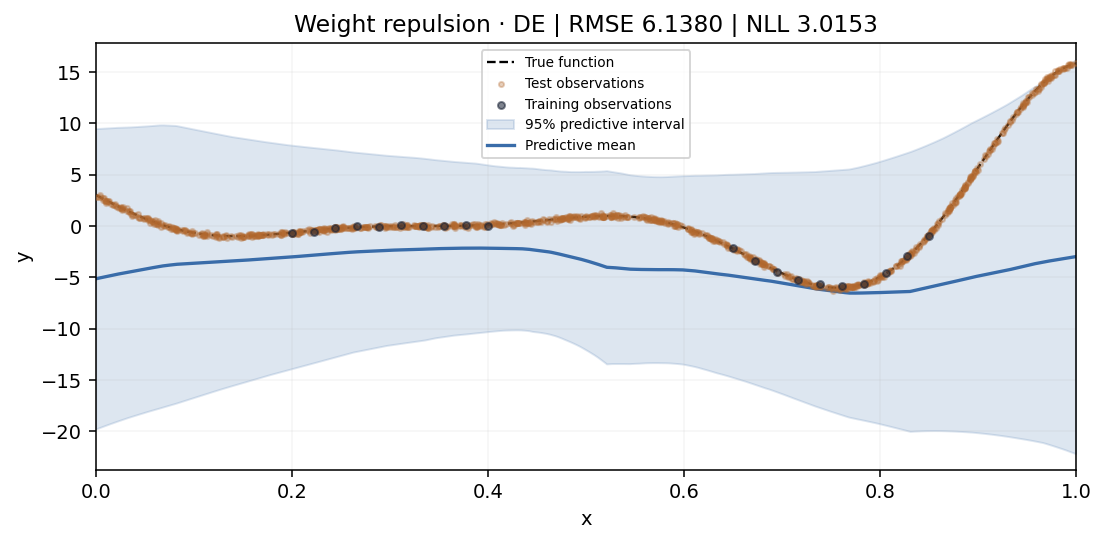 Weight repulsion · DE | RMSE 6.1380 | NLL 3.0153
True function
Test observations
Training observations
95% predictive interval
Predictive mean
15
10
5
0
−5
−10
−15
−20
y
0.0 0.2 0.4 0.6 0.8 1.0
x